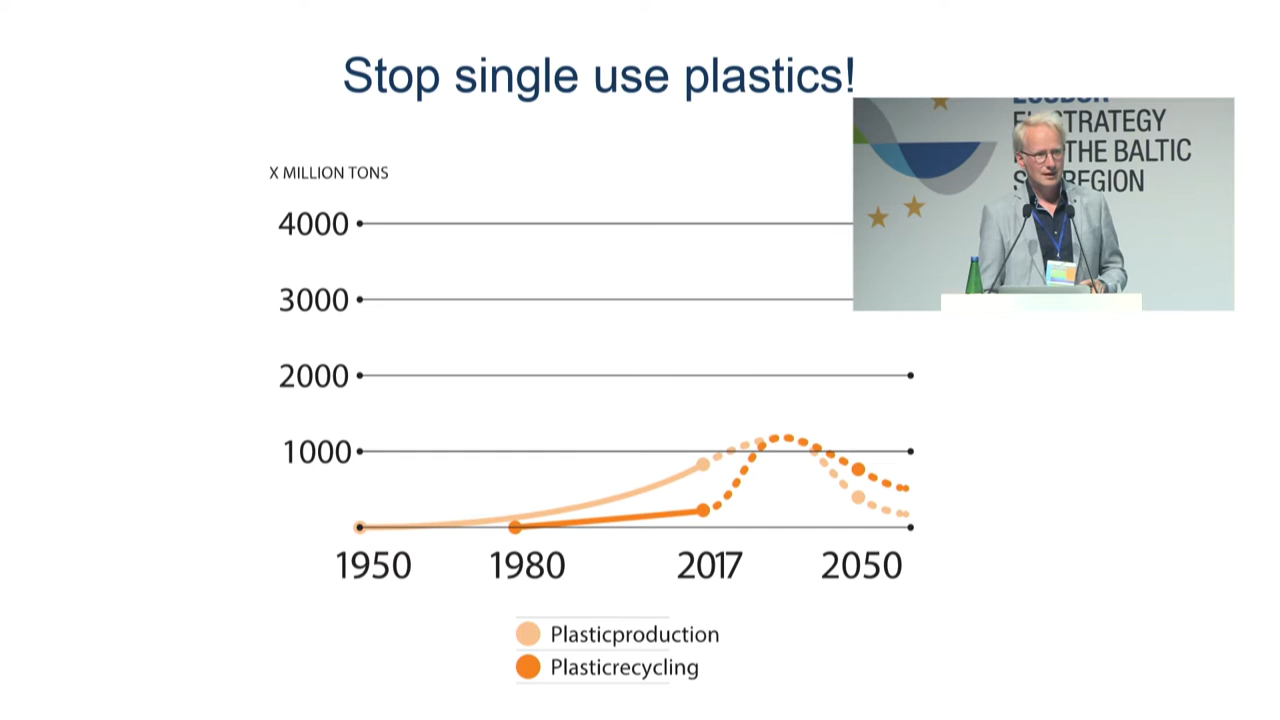 Stop single use plastics!
X MILLION TONS
4000
3000
2000
1000
1950 1980 2017 2050
Plasticproduction
Plasticrecycling
STRATEGY
THE BALTIC
REGION